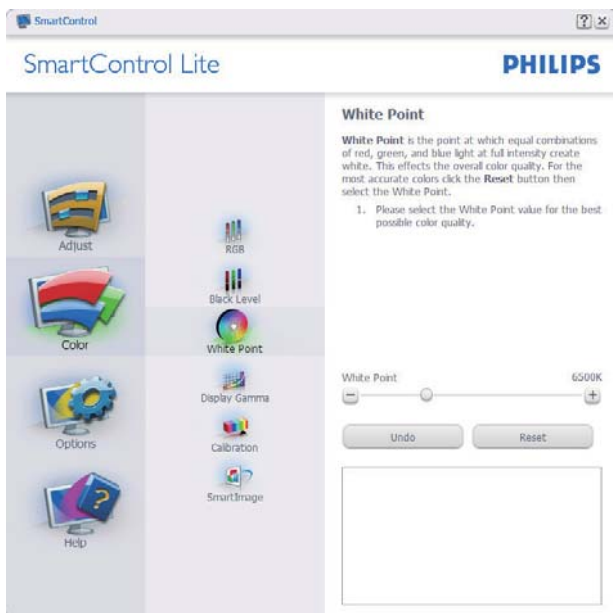 SmartControl
SmartControl Lite
PHILIPS
Adjust
Color
Options
Help
RGB
Black Level
White Point
Display Gamma
Calibration
SmartImage
White Point
White Point is the point at which equal combinations
of red, green, and blue light at full intensity create
white. This effects the overall color quality. For the
most accurate colors click the Reset button then
select the White Point.
1. Please select the White Point value for the best
possible color quality.
White Point 6500K
Undo Reset